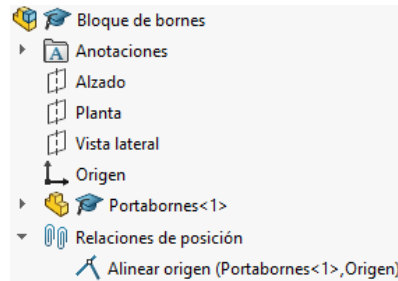 Bloque de bornes
Anotaciones
Alzado
Planta
Vista lateral
Origen
Portabornes<1>
Relaciones de posición
Alinear origen (Portabornes<1>,Origen)